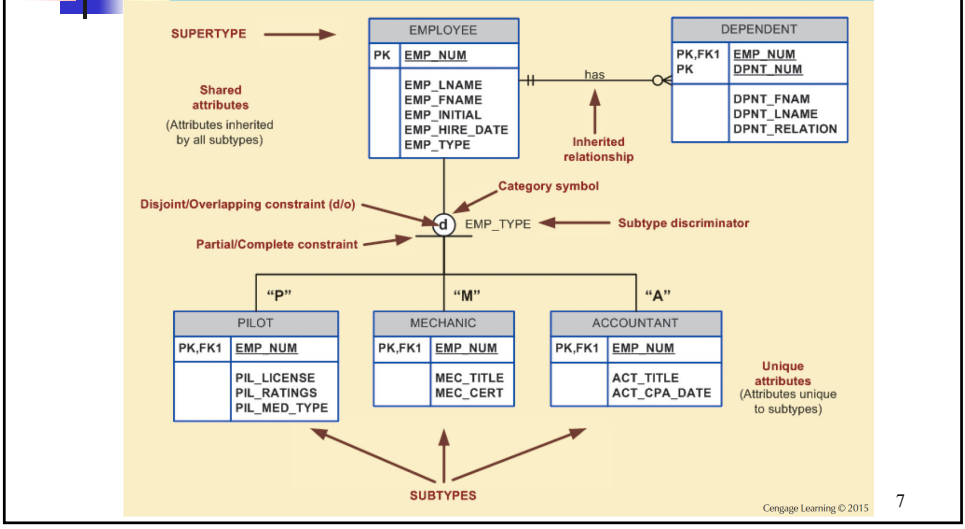 SUPERTYPE
EMPLOYEE
PK EMP_NUM
EMP_LNAME
EMP_FNAME
EMP_INITIAL
EMP_HIRE_DATE
EMP_TYPE
has
DEPENDENT
PK,FK1 EMP_NUM
PK DPNT_NUM
DPNT_FNAM
DPNT_LNAME
DPNT_RELATION
Shared
attributes
(Attributes inherited
by all subtypes)
Inherited
relationship
Category symbol
Disjoint/Overlapping constraint (d/o)
d
EMP_TYPE
Subtype discriminator
Partial/Complete constraint
“P”
“M”
“A”
PILOT
PK,FK1 EMP_NUM
PIL_LICENSE
PIL_RATINGS
PIL_MED_TYPE
MECHANIC
PK,FK1 EMP_NUM
MEC_TITLE
MEC_CERT
ACCOUNTANT
PK,FK1 EMP_NUM
ACT_TITLE
ACT_CPA_DATE
Unique
attributes
(Attributes unique
to subtypes)
SUBTYPES
Cengage Learning © 2015
7